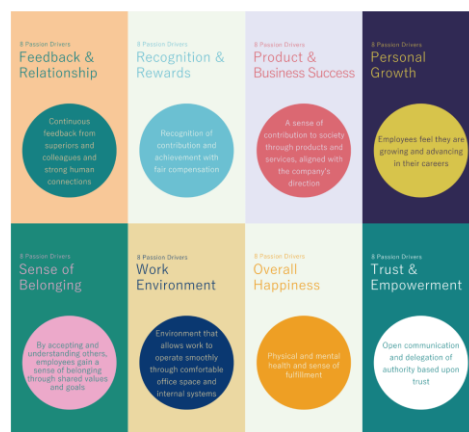 8 Passion Drivers
Feedback &
Relationship
Continuous
feedback from
superiors and
colleagues and
strong human
connections
8 Passion Drivers
Recognition &
Rewards
Recognition of
contribution and
achievement with
fair compensation
8 Passion Drivers
Product &
Business Success
A sense of
contribution to society
through products and
services, aligned with
the company's
direction
8 Passion Drivers
Personal
Growth
Employees feel they are
growing and advancing
in their careers
8 Passion Drivers
Sense of
Belonging
By accepting and
understanding others,
employees gain a
sense of belonging
through shared values
and goals
8 Passion Drivers
Work
Environment
Environment that
allows work to
operate smoothly
through comfortable
office space and
internal systems
8 Passion Drivers
Overall
Happiness
Physical and mental
health and sense of
fulfillment
8 Passion Drivers
Trust &
Empowerment
Open communication
and delegation of
authority based upon
trust